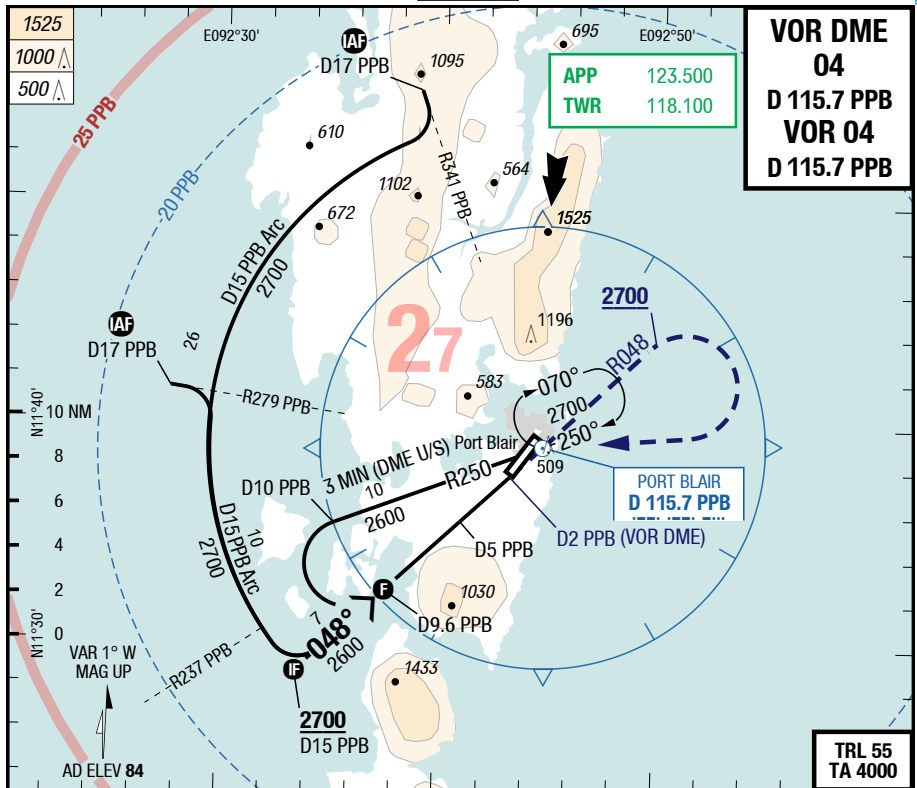 1525
1000
500
E092°30'
IAF
D17 PPB
1095
695
E092°50'
APP 123.500
TWR 118.100
VOR DME
04
D 115.7 PPB
VOR 04
D 115.7 PPB
25 PPB
20 PPB
610
1102
R341 PPB
564
672
1525
D15 PPB Arc
2700
27
2700
1196
IAF
D17 PPB
26
R048
R279 PPB
583
070°
2700
250°
N11°40'
10 NM
8
6
4
2
0
N11°30'
Port Blair
509
3 MIN (DME U/S)
R250
10
2600
D10 PPB
PORT BLAIR
D 115.7 PPB
D2 PPB (VOR DME)
D5 PPB
D15 PPB Arc
10
2700
F
D9.6 PPB
1030
7
048°
2600
R237 PPB
IF
2700
D15 PPB
1433
VAR 1° W
MAG UP
AD ELEV 84
TRL 55
TA 4000